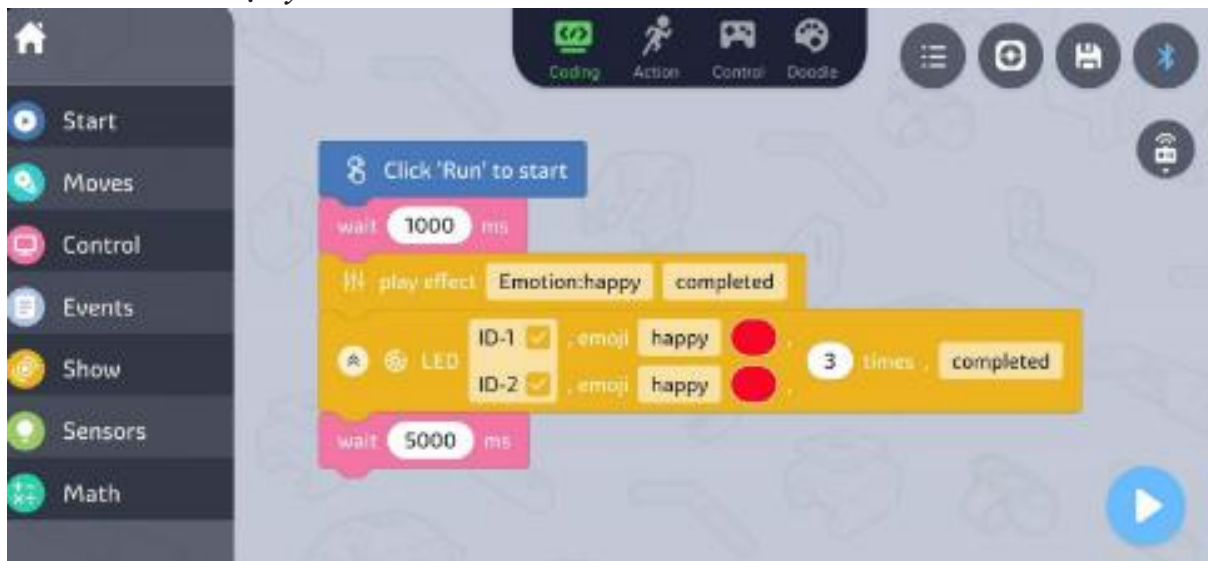 Coding Action Control Doodle
Start
Moves
Control
Events
Show
Sensors
Math
Click 'Run' to start
wait 1000 ms
play effect Emotion:happy completed
LED ID-1 , emoji happy ,
ID-2 , emoji happy ,
3 times , completed
wait 5000 ms